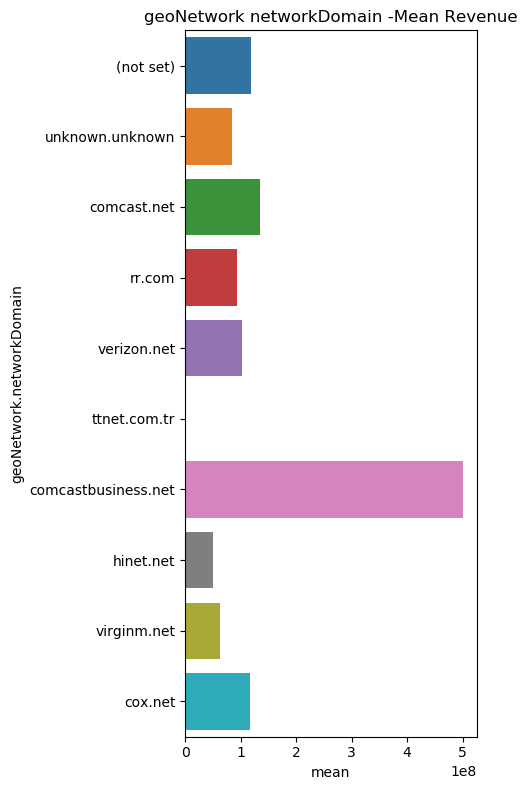 geoNetwork networkDomain -Mean Revenue
(not set)
unknown.unknown
comcast.net
rr.com
verizon.net
ttnet.com.tr
comcastbusiness.net
hinet.net
virginm.net
cox.net
geoNetwork.networkDomain
0 1 2 3 4 5
1e8
mean